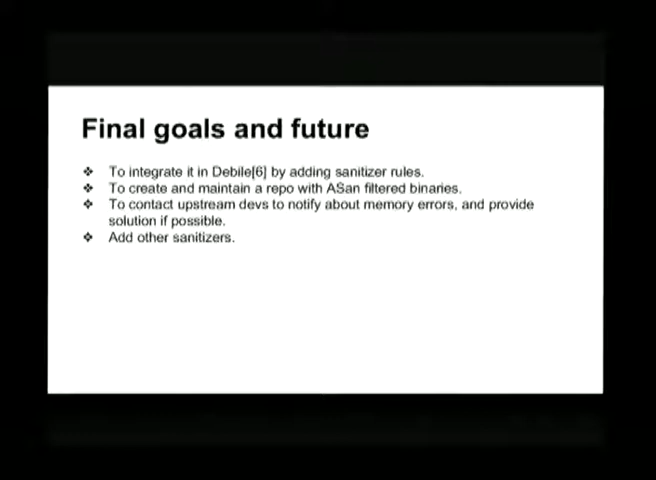 Final goals and future
❖ To integrate it in Debile[6] by adding sanitizer rules.
❖ To create and maintain a repo with ASan filtered binaries.
❖ To contact upstream devs to notify about memory errors, and provide
solution if possible.
❖ Add other sanitizers.